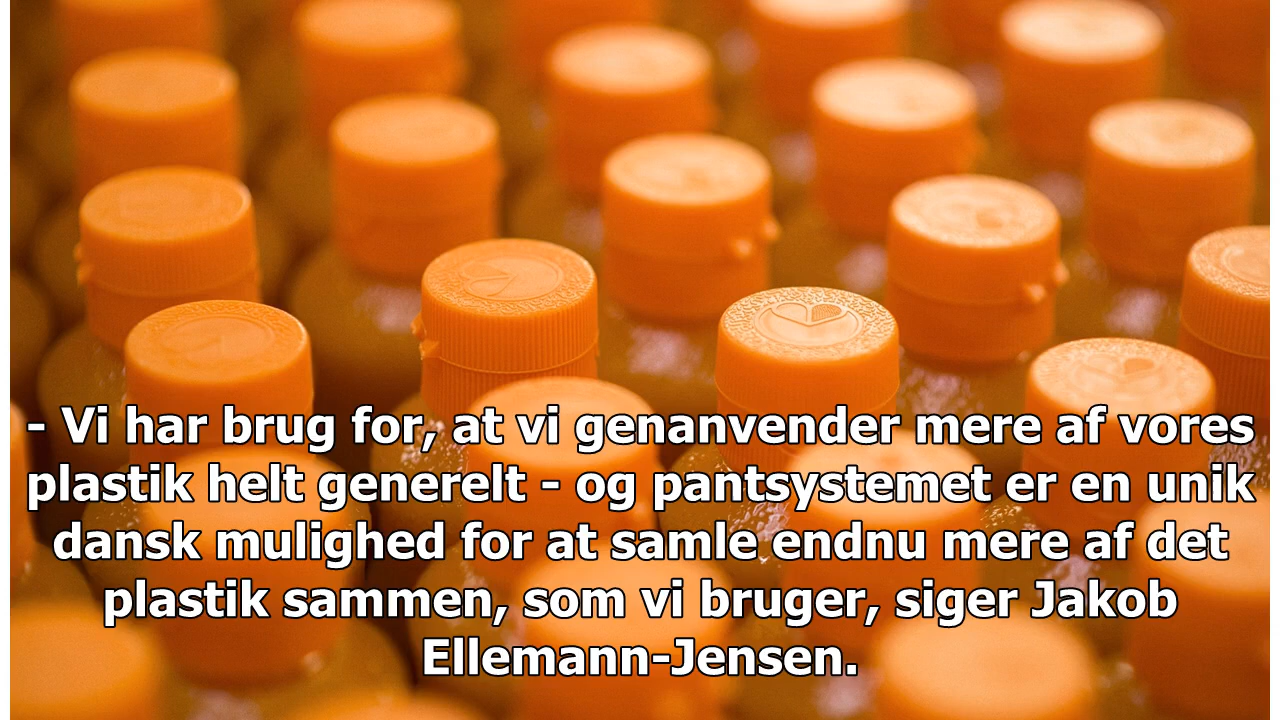 - Vi har brug for, at vi genanvender mere af vores
plastik helt generelt - og pantsystemet er en unik
dansk mulighed for at samle endnu mere af det
plastik sammen, som vi bruger, siger Jakob
Ellemann-Jensen.